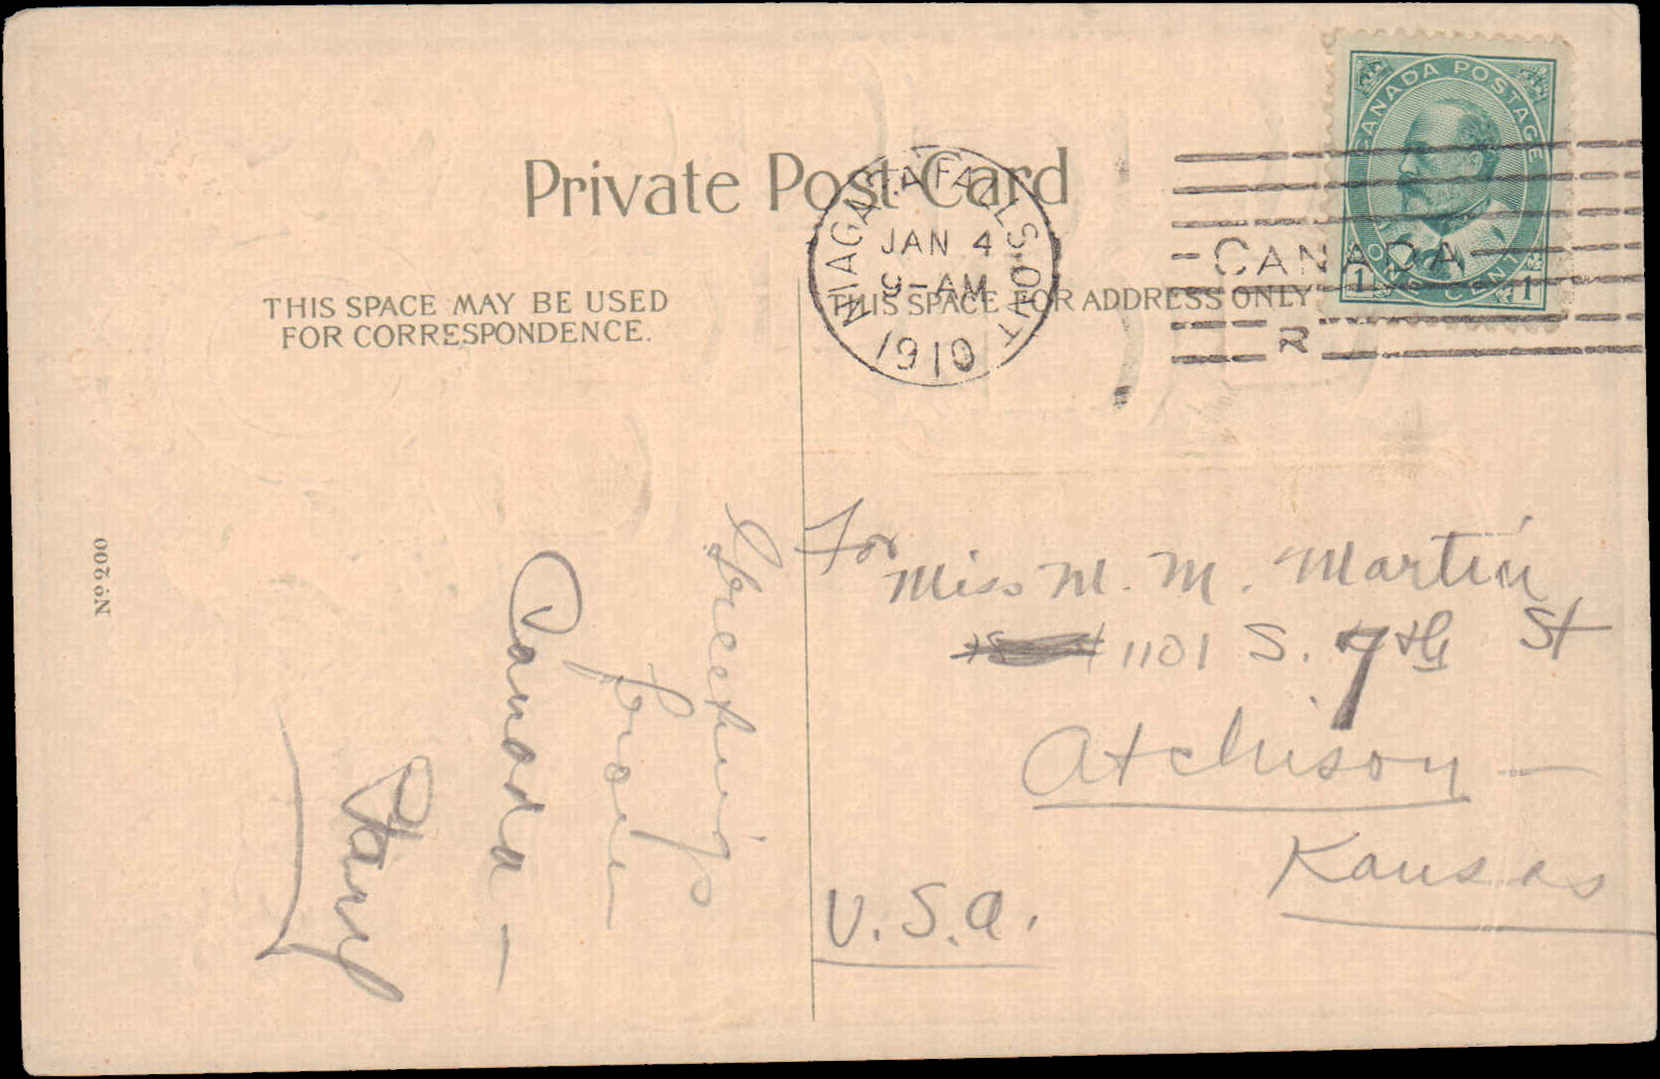 Private Post Card
THIS SPACE MAY BE USED
FOR CORRESPONDENCE.
THIS SPACE FOR ADDRESS ONLY
NIAGARA FALLS. ONT
JAN 4
9-AM
1910
CANADA
R
CANADA POSTAGE
ONE CENT
1 1
Nº 200
Greetings
from
Canada -
For
Miss M. M. Martin
1101 S. 7th St
Atchison -
Kansas
U.S.A.